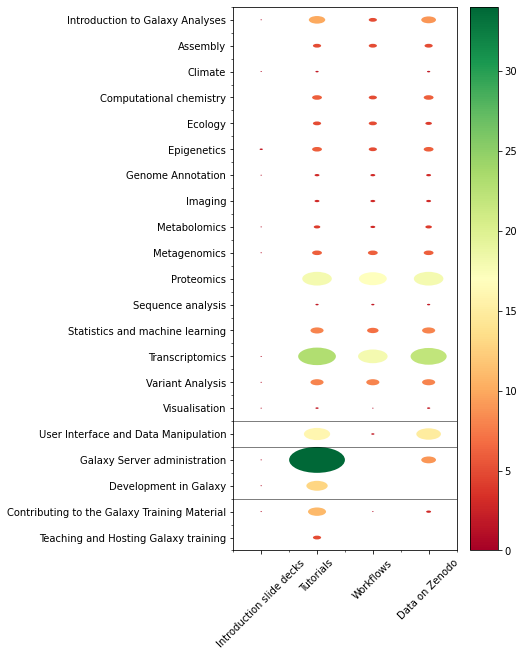 Introduction to Galaxy Analyses
Assembly
Climate
Computational chemistry
Ecology
Epigenetics
Genome Annotation
Imaging
Metabolomics
Metagenomics
Proteomics
Sequence analysis
Statistics and machine learning
Transcriptomics
Variant Analysis
Visualisation
User Interface and Data Manipulation
Galaxy Server administration
Development in Galaxy
Contributing to the Galaxy Training Material
Teaching and Hosting Galaxy training
Introduction slide decks
Tutorials
Workflows
Data on Zenodo
30
25
20
15
10
5
0